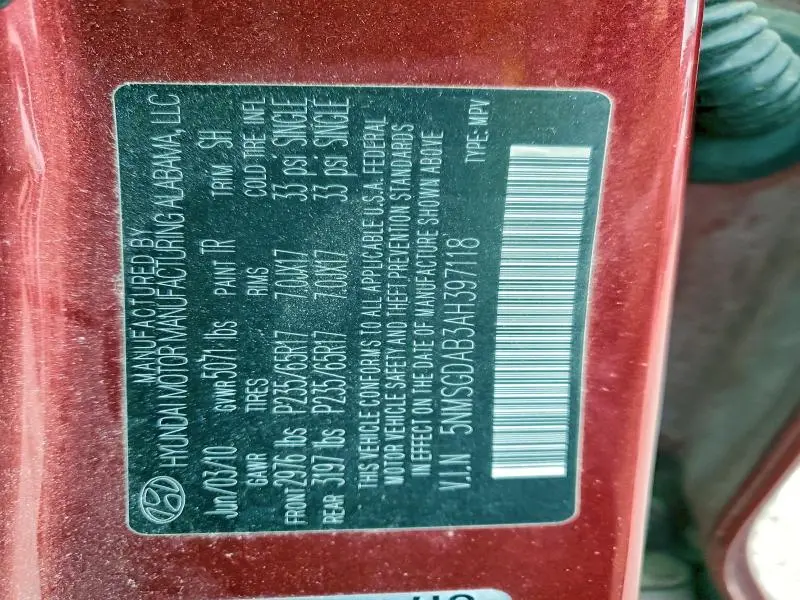 MANUFACTURED BY
HYUNDAI MOTOR MANUFACTURING ALABAMA, LLC
Jun/03/10 GVWR 5071 lbs PAINT TR TRIM SH
GAWR TIRES RIMS COLD TIRE INFL
FRONT 2976 lbs P235/65R17 7.0JX17 33 psi SINGLE
REAR 3197 lbs P235/65R17 7.0JX17 33 psi SINGLE
THIS VEHICLE CONFORMS TO ALL APPLICABLE U.S.A. FEDERAL
MOTOR VEHICLE SAFETY AND THEFT PREVENTION STANDARDS
IN EFFECT ON THE DATE OF MANUFACTURE SHOWN ABOVE
V.I.N 5NMSGDAB3AH397118 TYPE: MPV